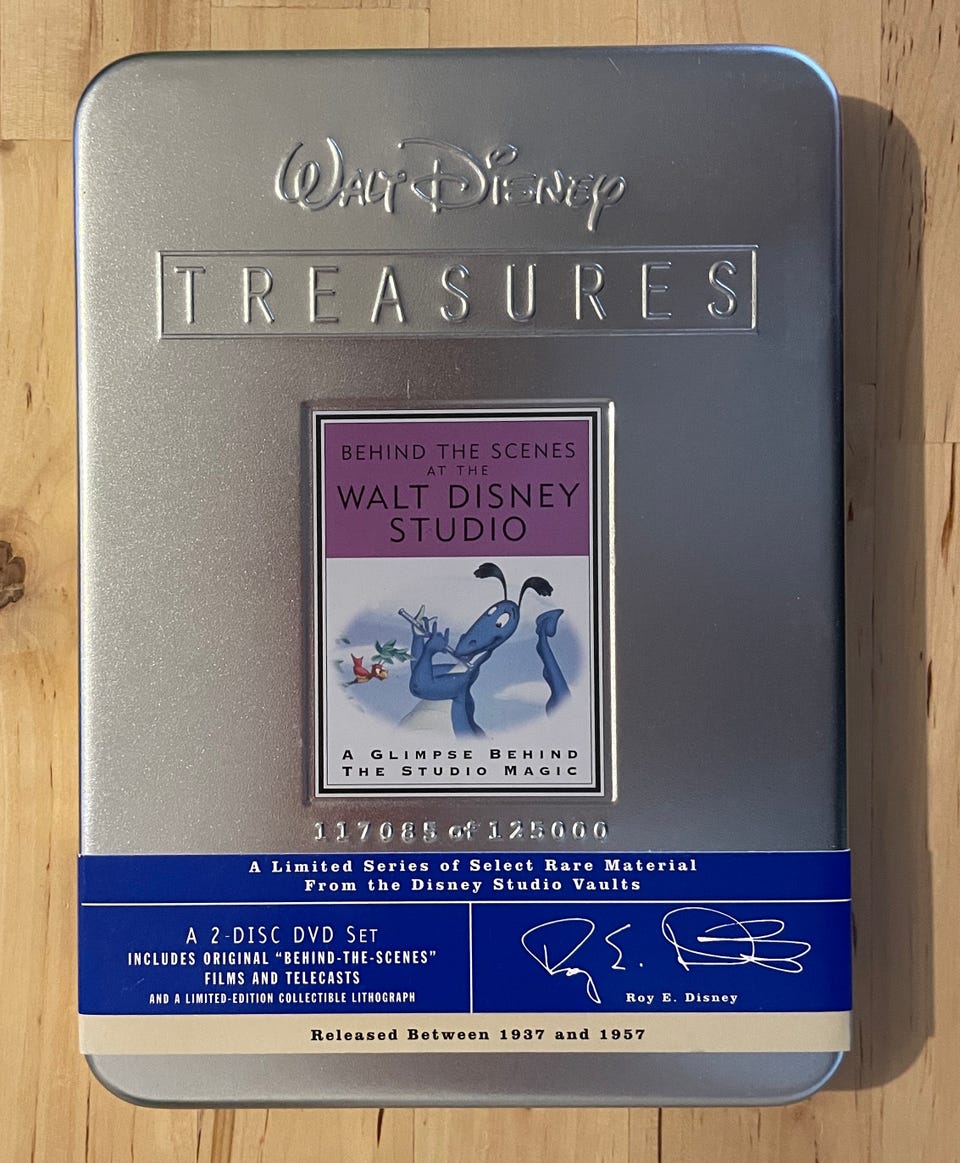 WALT DISNEY
TREASURES
BEHIND THE SCENES
AT THE
WALT DISNEY
STUDIO
A GLIMPSE BEHIND
THE STUDIO MAGIC
117085 of 125000
A Limited Series of Select Rare Material
From the Disney Studio Vaults
A 2-DISC DVD SET
INCLUDES ORIGINAL "BEHIND-THE-SCENES"
FILMS AND TELECASTS
AND A LIMITED-EDITION COLLECTIBLE LITHOGRAPH
Roy E. Disney
Roy E. Disney
Released Between 1937 and 1957